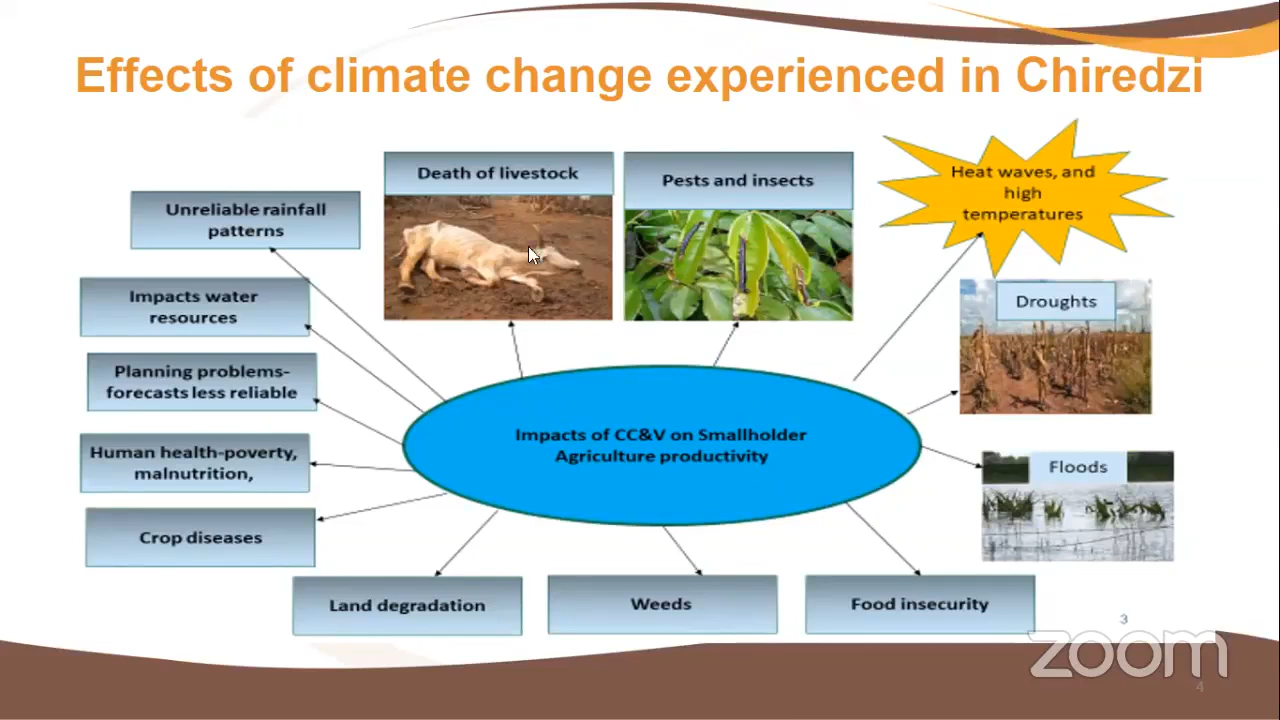 Effects of climate change experienced in Chiredzi
Death of livestock
Pests and insects
Heat waves, and
high
temperatures
Unreliable rainfall
patterns
Impacts water
resources
Droughts
Planning problems-
forecasts less reliable
Impacts of CC&V on Smallholder
Agriculture productivity
Human health-poverty,
malnutrition,
Floods
Crop diseases
Land degradation
Weeds
Food insecurity
3
zoom
4